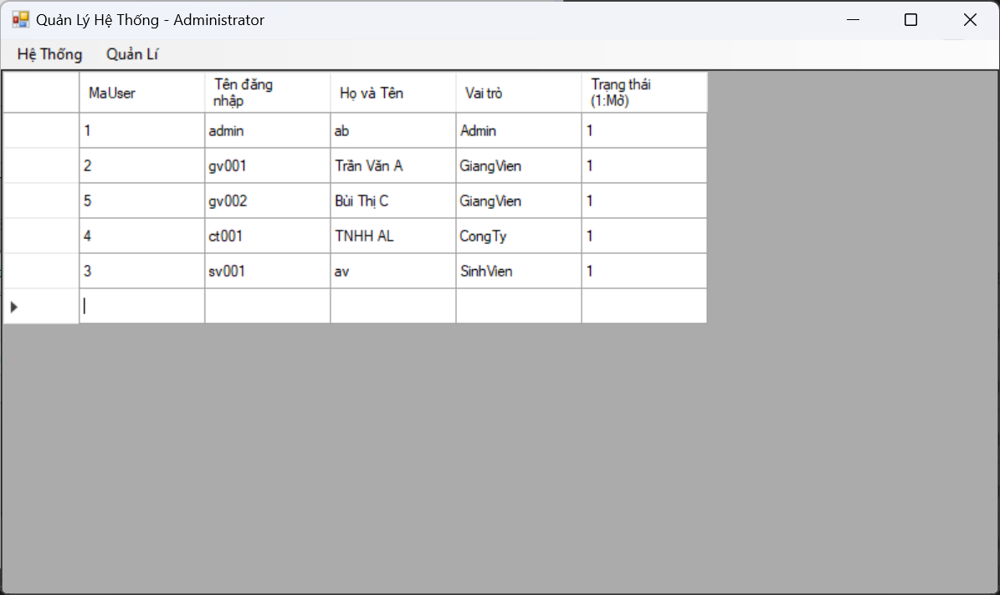 Quản Lý Hệ Thống - Administrator
Hệ Thống Quản Lí
MaUser Tên đăng nhập Họ và Tên Vai trò Trạng thái (1:Mở)
1 admin ab Admin 1
2 gv001 Trần Văn A GiangVien 1
5 gv002 Bùi Thị C GiangVien 1
4 ct001 TNHH AL CongTy 1
3 sv001 av SinhVien 1